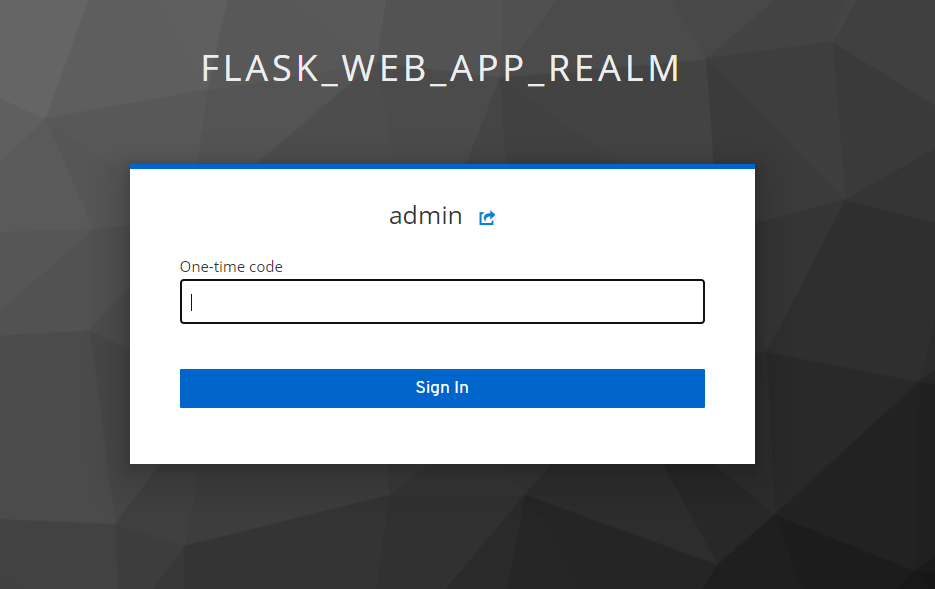 FLASK_WEB_APP_REALM
admin
One-time code
Sign In